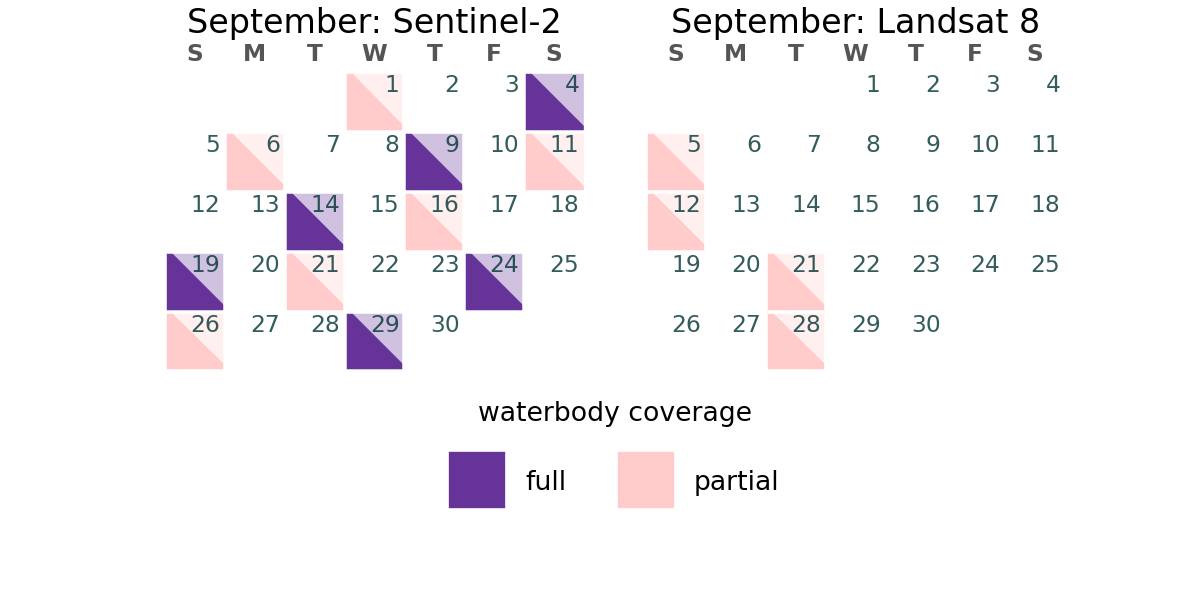 September: Sentinel-2
S M T W T F S
1 2 3 4
5 6 7 8 9 10 11
12 13 14 15 16 17 18
19 20 21 22 23 24 25
26 27 28 29 30
September: Landsat 8
S M T W T F S
1 2 3 4
5 6 7 8 9 10 11
12 13 14 15 16 17 18
19 20 21 22 23 24 25
26 27 28 29 30
waterbody coverage
full
partial